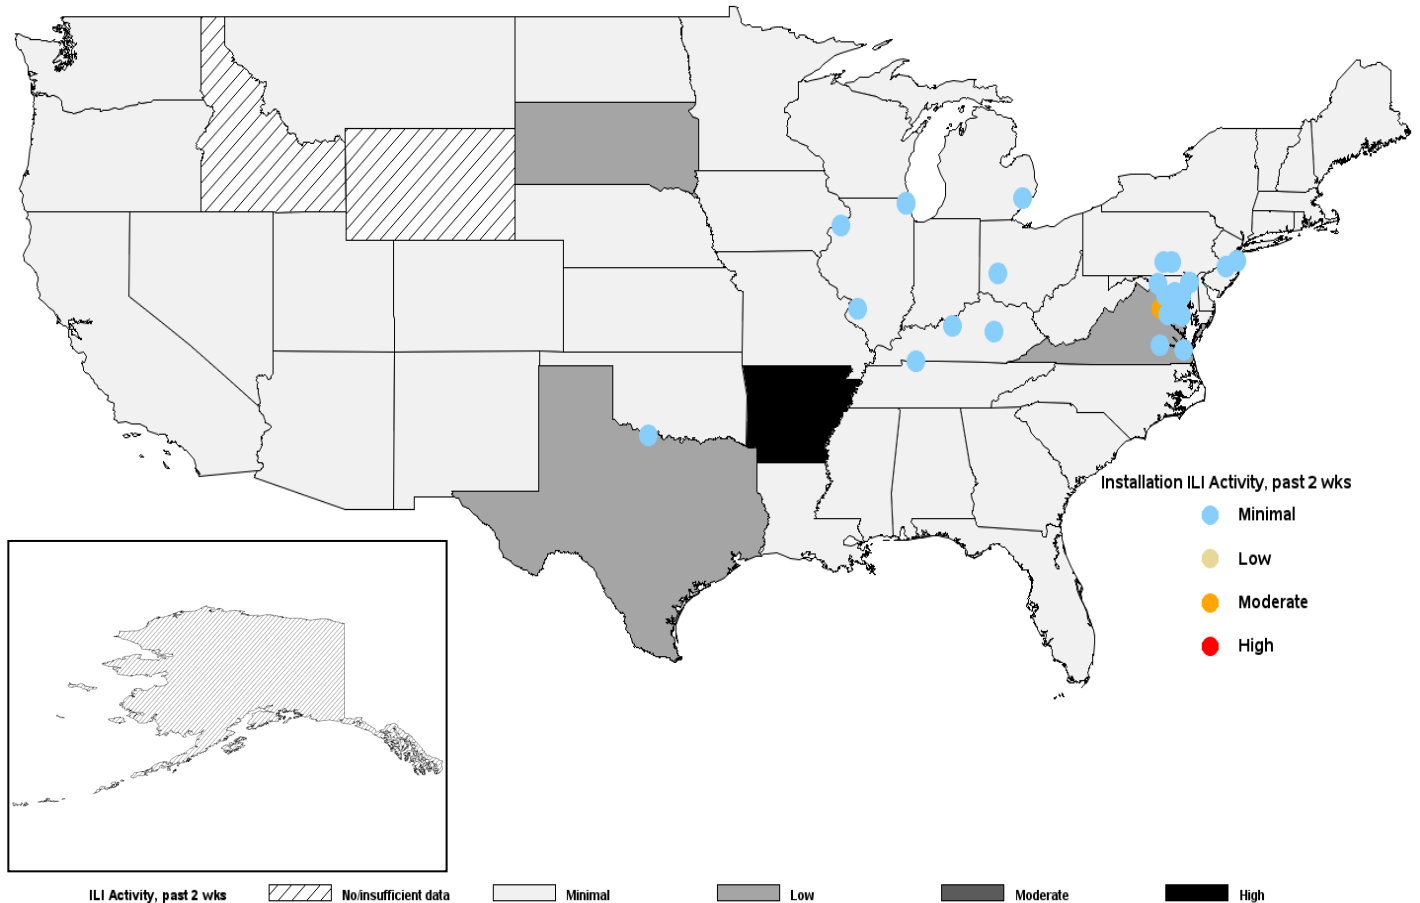 Installation ILI Activity, past 2 wks
Minimal
Low
Moderate
High
ILI Activity, past 2 wks No/insufficient data Minimal Low Moderate High